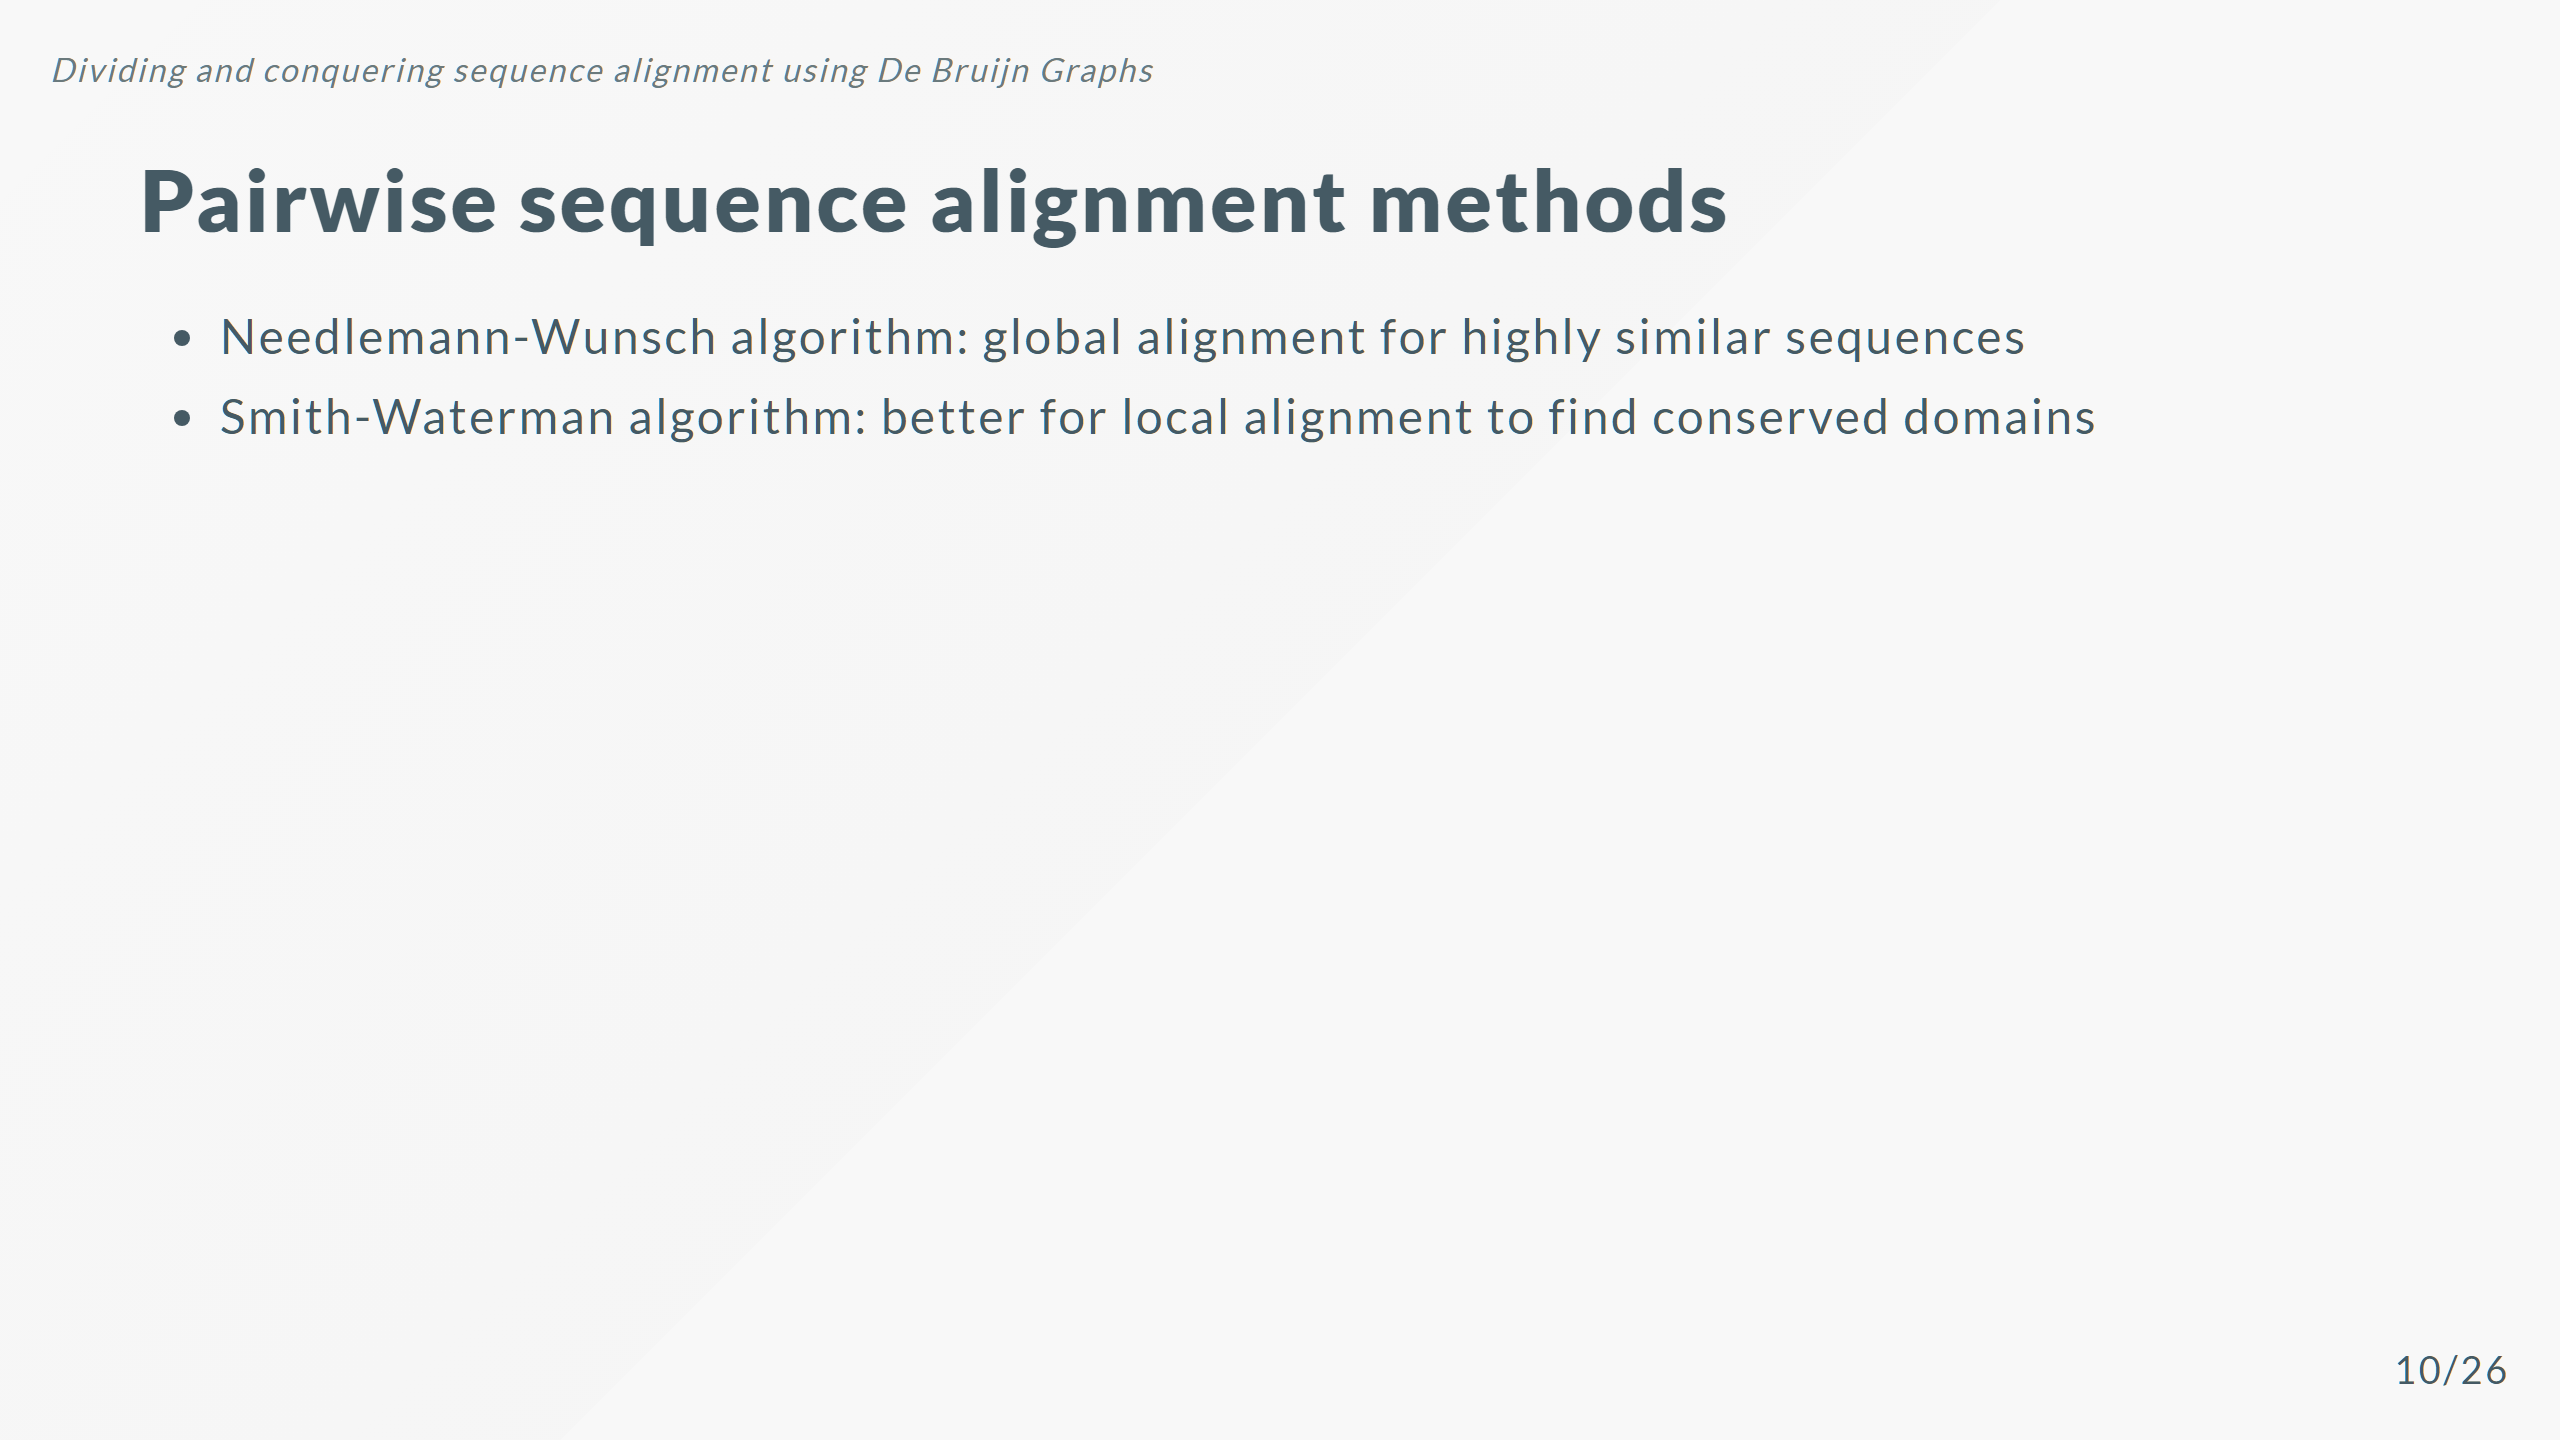 Dividing and conquering sequence alignment using De Bruijn Graphs
Pairwise sequence alignment methods
• Needlemann-Wunsch algorithm: global alignment for highly similar sequences
• Smith-Waterman algorithm: better for local alignment to find conserved domains
10/26